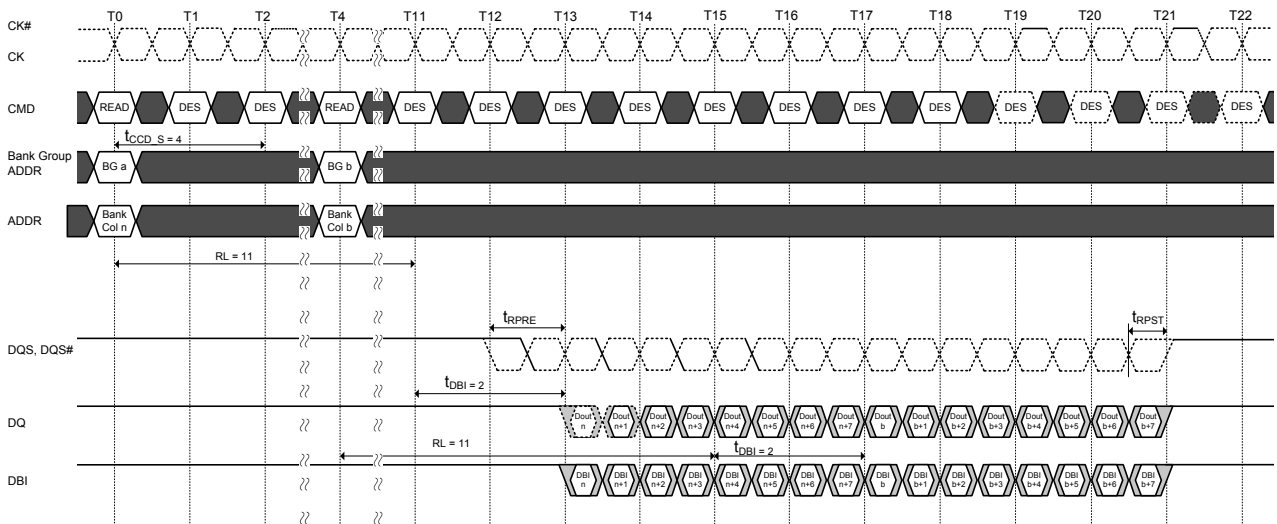 T0 T1 T2 T4 T11 T12 T13 T14 T15 T16 T17 T18 T19 T20 T21 T22
CK#
CK
CMD READ DES DES READ DES DES DES DES DES DES DES DES DES DES DES DES
tCCD_S = 4
Bank Group
ADDR
BG a BG b
ADDR
Bank
Col n
Bank
Col b
RL = 11
tRPRE
tRPST
DQS, DQS#
tDBI = 2
DQ
Dout
n
Dout
n+1
Dout
n+2
Dout
n+3
Dout
n+4
Dout
n+5
Dout
n+6
Dout
n+7
Dout
b
Dout
b+1
Dout
b+2
Dout
b+3
Dout
b+4
Dout
b+5
Dout
b+6
Dout
b+7
RL = 11
tDBI = 2
DBI
DBI
n
DBI
n+1
DBI
n+2
DBI
n+3
DBI
n+4
DBI
n+5
DBI
n+6
DBI
n+7
DBI
b
DBI
b+1
DBI
b+2
DBI
b+3
DBI
b+4
DBI
b+5
DBI
b+6
DBI
b+7